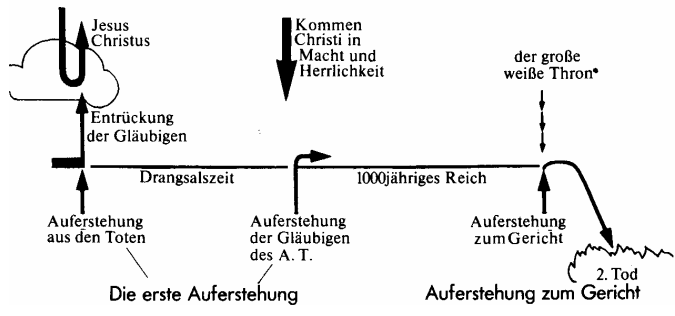 Jesus
Christus
Kommen
Christi in
Macht und
Herrlichkeit
der große
weiße Thron*
Entrückung
der Gläubigen
Drangsalszeit
1000jähriges Reich
Auferstehung
aus den Toten
Auferstehung
der Gläubigen
des A. T.
Auferstehung
zum Gericht
2. Tod
Die erste Auferstehung
Auferstehung zum Gericht